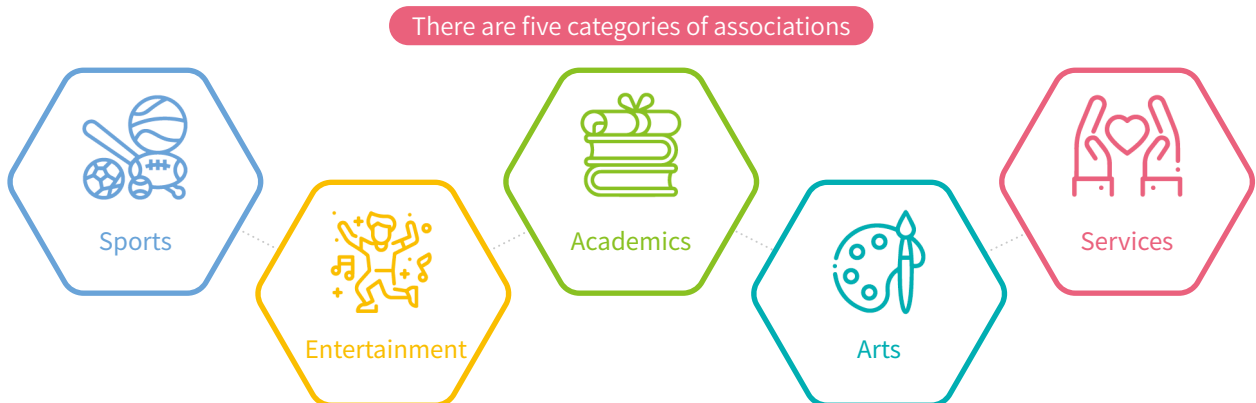 There are five categories of associations
Sports
Entertainment
Academics
Arts
Services